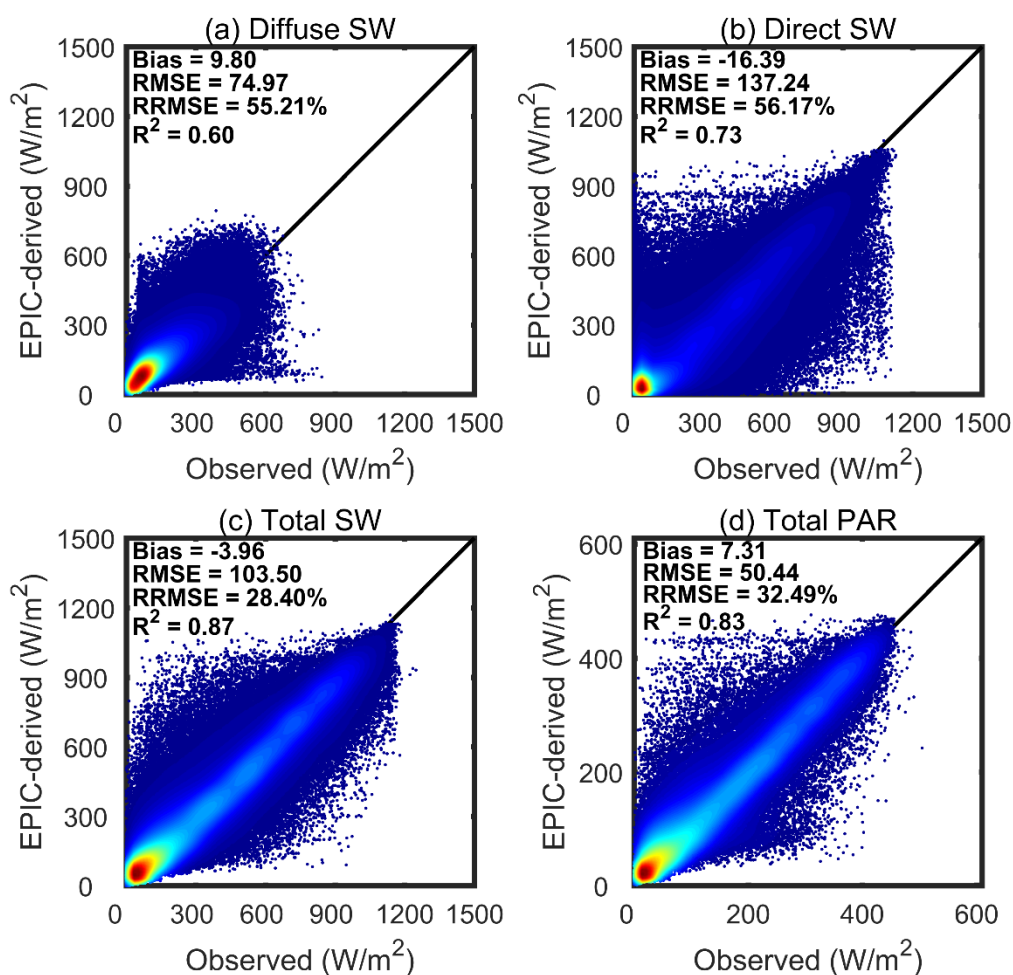 (a) Diffuse SW
Bias = 9.80
RMSE = 74.97
RRMSE = 55.21%
R² = 0.60
1500
1200
900
600
300
0
EPIC-derived (W/m²)
0 300 600 900 1200 1500
Observed (W/m²)
(b) Direct SW
Bias = -16.39
RMSE = 137.24
RRMSE = 56.17%
R² = 0.73
1500
1200
900
600
300
0
EPIC-derived (W/m²)
0 300 600 900 1200 1500
Observed (W/m²)
(c) Total SW
Bias = -3.96
RMSE = 103.50
RRMSE = 28.40%
R² = 0.87
1500
1200
900
600
300
0
EPIC-derived (W/m²)
0 300 600 900 1200 1500
Observed (W/m²)
(d) Total PAR
Bias = 7.31
RMSE = 50.44
RRMSE = 32.49%
R² = 0.83
600
400
200
0
EPIC-derived (W/m²)
0 200 400 600
Observed (W/m²)